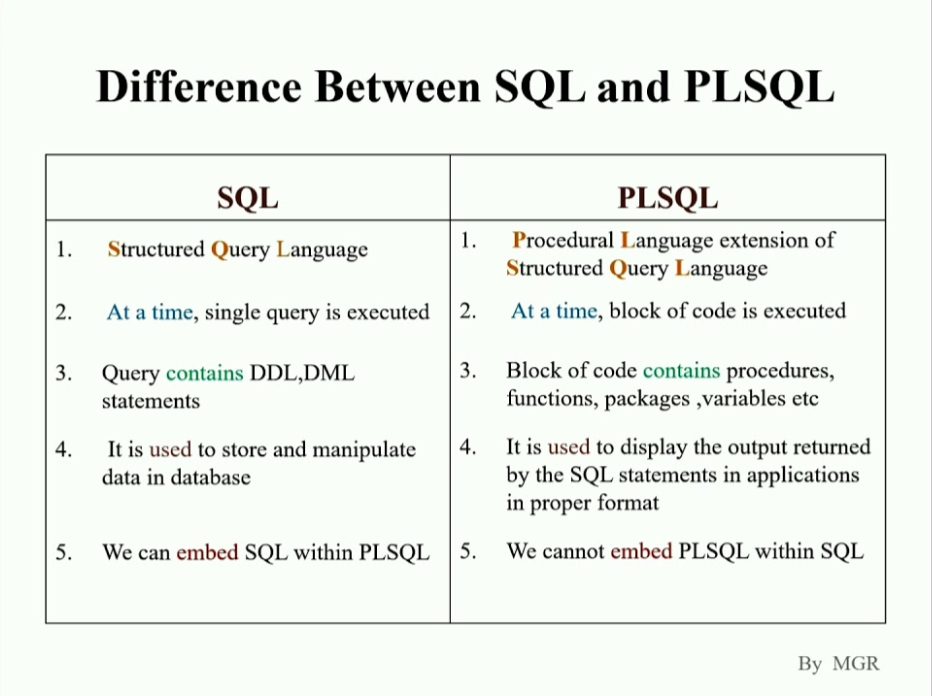 Difference Between SQL and PLSQL
SQL
PLSQL
1. Structured Query Language
2. At a time, single query is executed
3. Query contains DDL,DML
statements
4. It is used to store and manipulate
data in database
5. We can embed SQL within PLSQL
1. Procedural Language extension of
Structured Query Language
2. At a time, block of code is executed
3. Block of code contains procedures,
functions, packages ,variables etc
4. It is used to display the output returned
by the SQL statements in applications
in proper format
5. We cannot embed PLSQL within SQL
By MGR